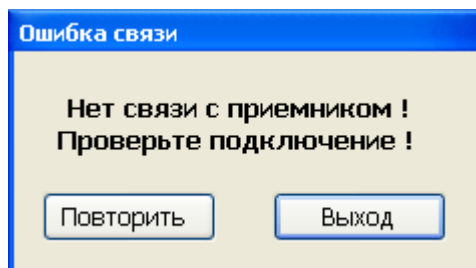 Ошибка связи
Нет связи с приемником !
Проверьте подключение !
Повторить
Выход